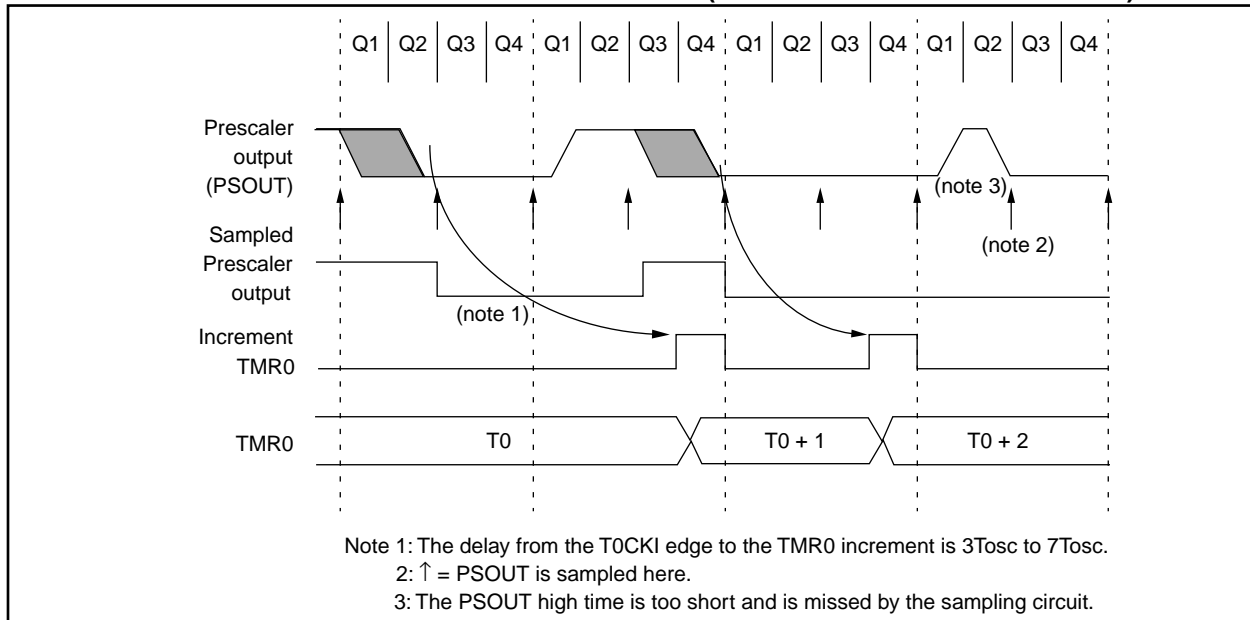 Q1 Q2 Q3 Q4 Q1 Q2 Q3 Q4 Q1 Q2 Q3 Q4 Q1 Q2 Q3 Q4
Prescaler
output
(PSOUT)
(note 3)
Sampled
(note 2)
Prescaler
output
(note 1)
Increment
TMR0
TMR0 T0 T0 + 1 T0 + 2
Note 1: The delay from the T0CKI edge to the TMR0 increment is 3Tosc to 7Tosc.
2: ↑ = PSOUT is sampled here.
3: The PSOUT high time is too short and is missed by the sampling circuit.